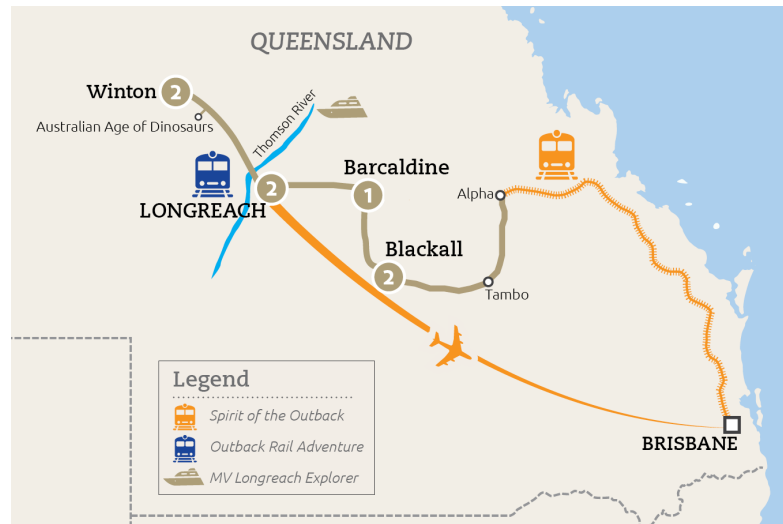 QUEENSLAND
Winton 2
Australian Age of Dinosaurs
Thomson River
Barcaldine
1
LONGREACH
2
Alpha
Blackall
2
Tambo
BRISBANE
Legend
Spirit of the Outback
Outback Rail Adventure
MV Longreach Explorer